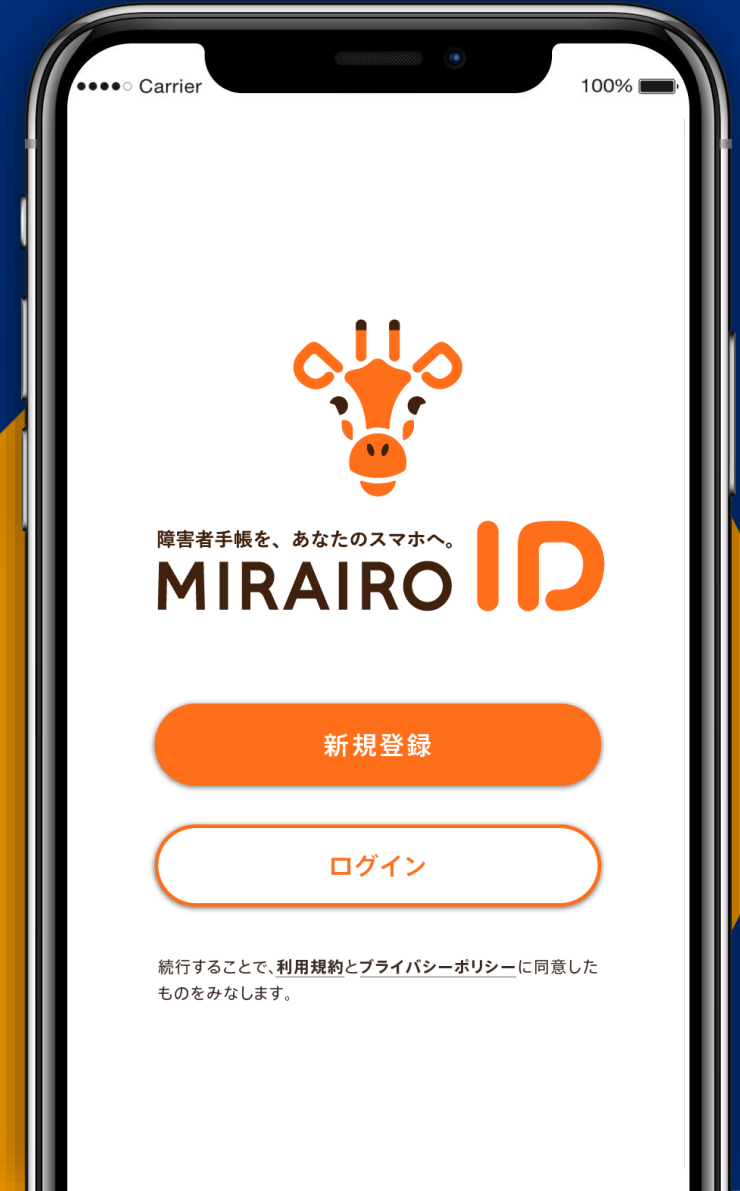 ●●●●○ Carrier 100%
障害者手帳を、あなたのスマホへ。
MIRAIRO ID
新規登録
ログイン
続行することで、利用規約とプライバシーポリシーに同意した
ものをみなします。